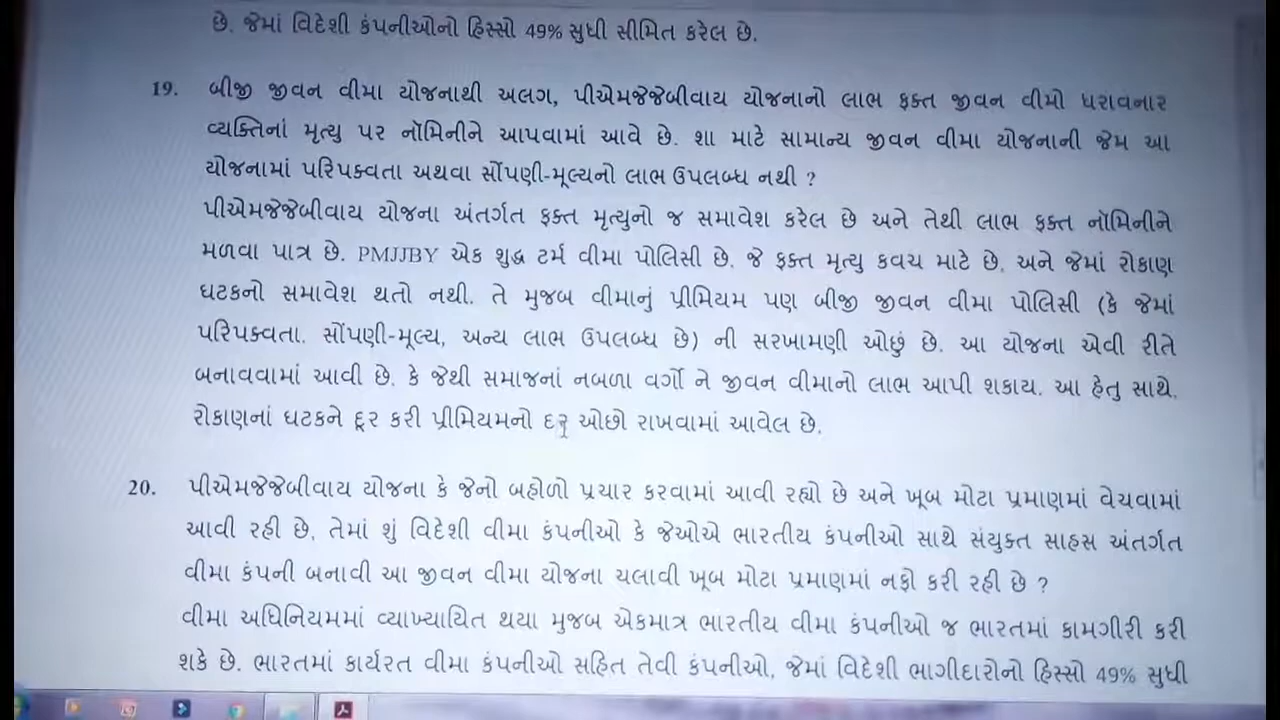 છે. જેમાં વિદેશી કંપનીઓનો હિસ્સો 49% સુધી સીમિત કરેલ છે.
19. બીજી જીવન વીમા યોજનાથી અલગ, પીએમજેજેબીવાય યોજનાનો લાભ ફક્ત જીવન વીમો ધરાવનાર
વ્યક્તિનાં મૃત્યુ પર નૉમિનીને આપવામાં આવે છે. શા માટે સામાન્ય જીવન વીમા યોજનાની જેમ આ
યોજનામાં પરિપક્વતા અથવા સોંપણી-મૂલ્યનો લાભ ઉપલબ્ધ નથી ?
પીએમજેજેબીવાય યોજના અંતર્ગત ફક્ત મૃત્યુનો જ સમાવેશ કરેલ છે અને તેથી લાભ ફક્ત નૉમિનીને
મળવા પાત્ર છે. PMJJBY એક શુદ્ધ ટર્મ વીમા પોલિસી છે. જે ફક્ત મૃત્યુ કવચ માટે છે. અને જેમાં રોકાણ
ઘટકનો સમાવેશ થતો નથી. તે મુજબ વીમાનું પ્રીમિયમ પણ બીજી જીવન વીમા પોલિસી (કે જેમાં
પરિપક્વતા. સોંપણી-મૂલ્ય, અન્ય લાભ ઉપલબ્ધ છે) ની સરખામણી ઓછું છે. આ યોજના એવી રીતે
બનાવવામાં આવી છે. કે જેથી સમાજનાં નબળા વર્ગો ને જીવન વીમાનો લાભ આપી શકાય. આ હેતુ સાથે.
રોકાણનાં ઘટકને દૂર કરી પ્રીમિયમનો દર ઓછો રાખવામાં આવેલ છે.
20. પીએમજેજેબીવાય યોજના કે જેનો બહોળો પ્રચાર કરવામાં આવી રહ્યો છે અને ખૂબ મોટા પ્રમાણમાં વેચવામાં
આવી રહી છે, તેમાં શું વિદેશી વીમા કંપનીઓ કે જેઓએ ભારતીય કંપનીઓ સાથે સંયુક્ત સાહસ અંતર્ગત
વીમા કંપની બનાવી આ જીવન વીમા યોજના ચલાવી ખૂબ મોટા પ્રમાણમાં નફો કરી રહી છે ?
વીમા અધિનિયમમાં વ્યાખ્યાયિત થયા મુજબ એકમાત્ર ભારતીય વીમા કંપનીઓ જ ભારતમાં કામગીરી કરી
શકે છે. ભારતમાં કાર્યરત વીમા કંપનીઓ સહિત તેવી કંપનીઓ, જેમાં વિદેશી ભાગીદારોનો હિસ્સો 49% સુધી